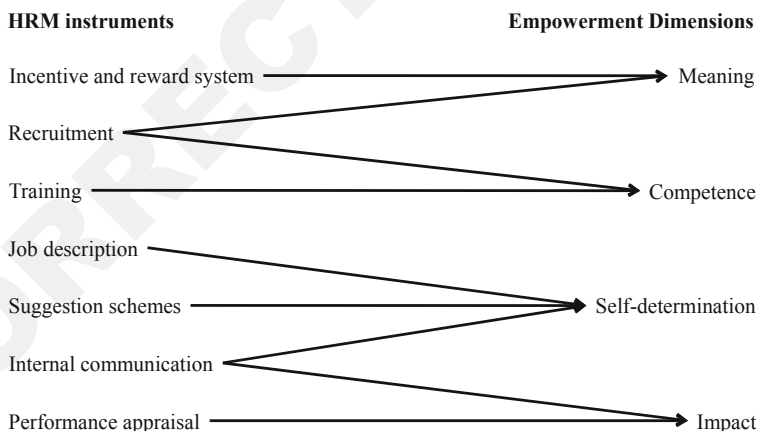 HRM instruments Empowerment Dimensions
Incentive and reward system Meaning
Recruitment
Training Competence
Job description
Suggestion schemes Self-determination
Internal communication
Performance appraisal Impact
ORRECT